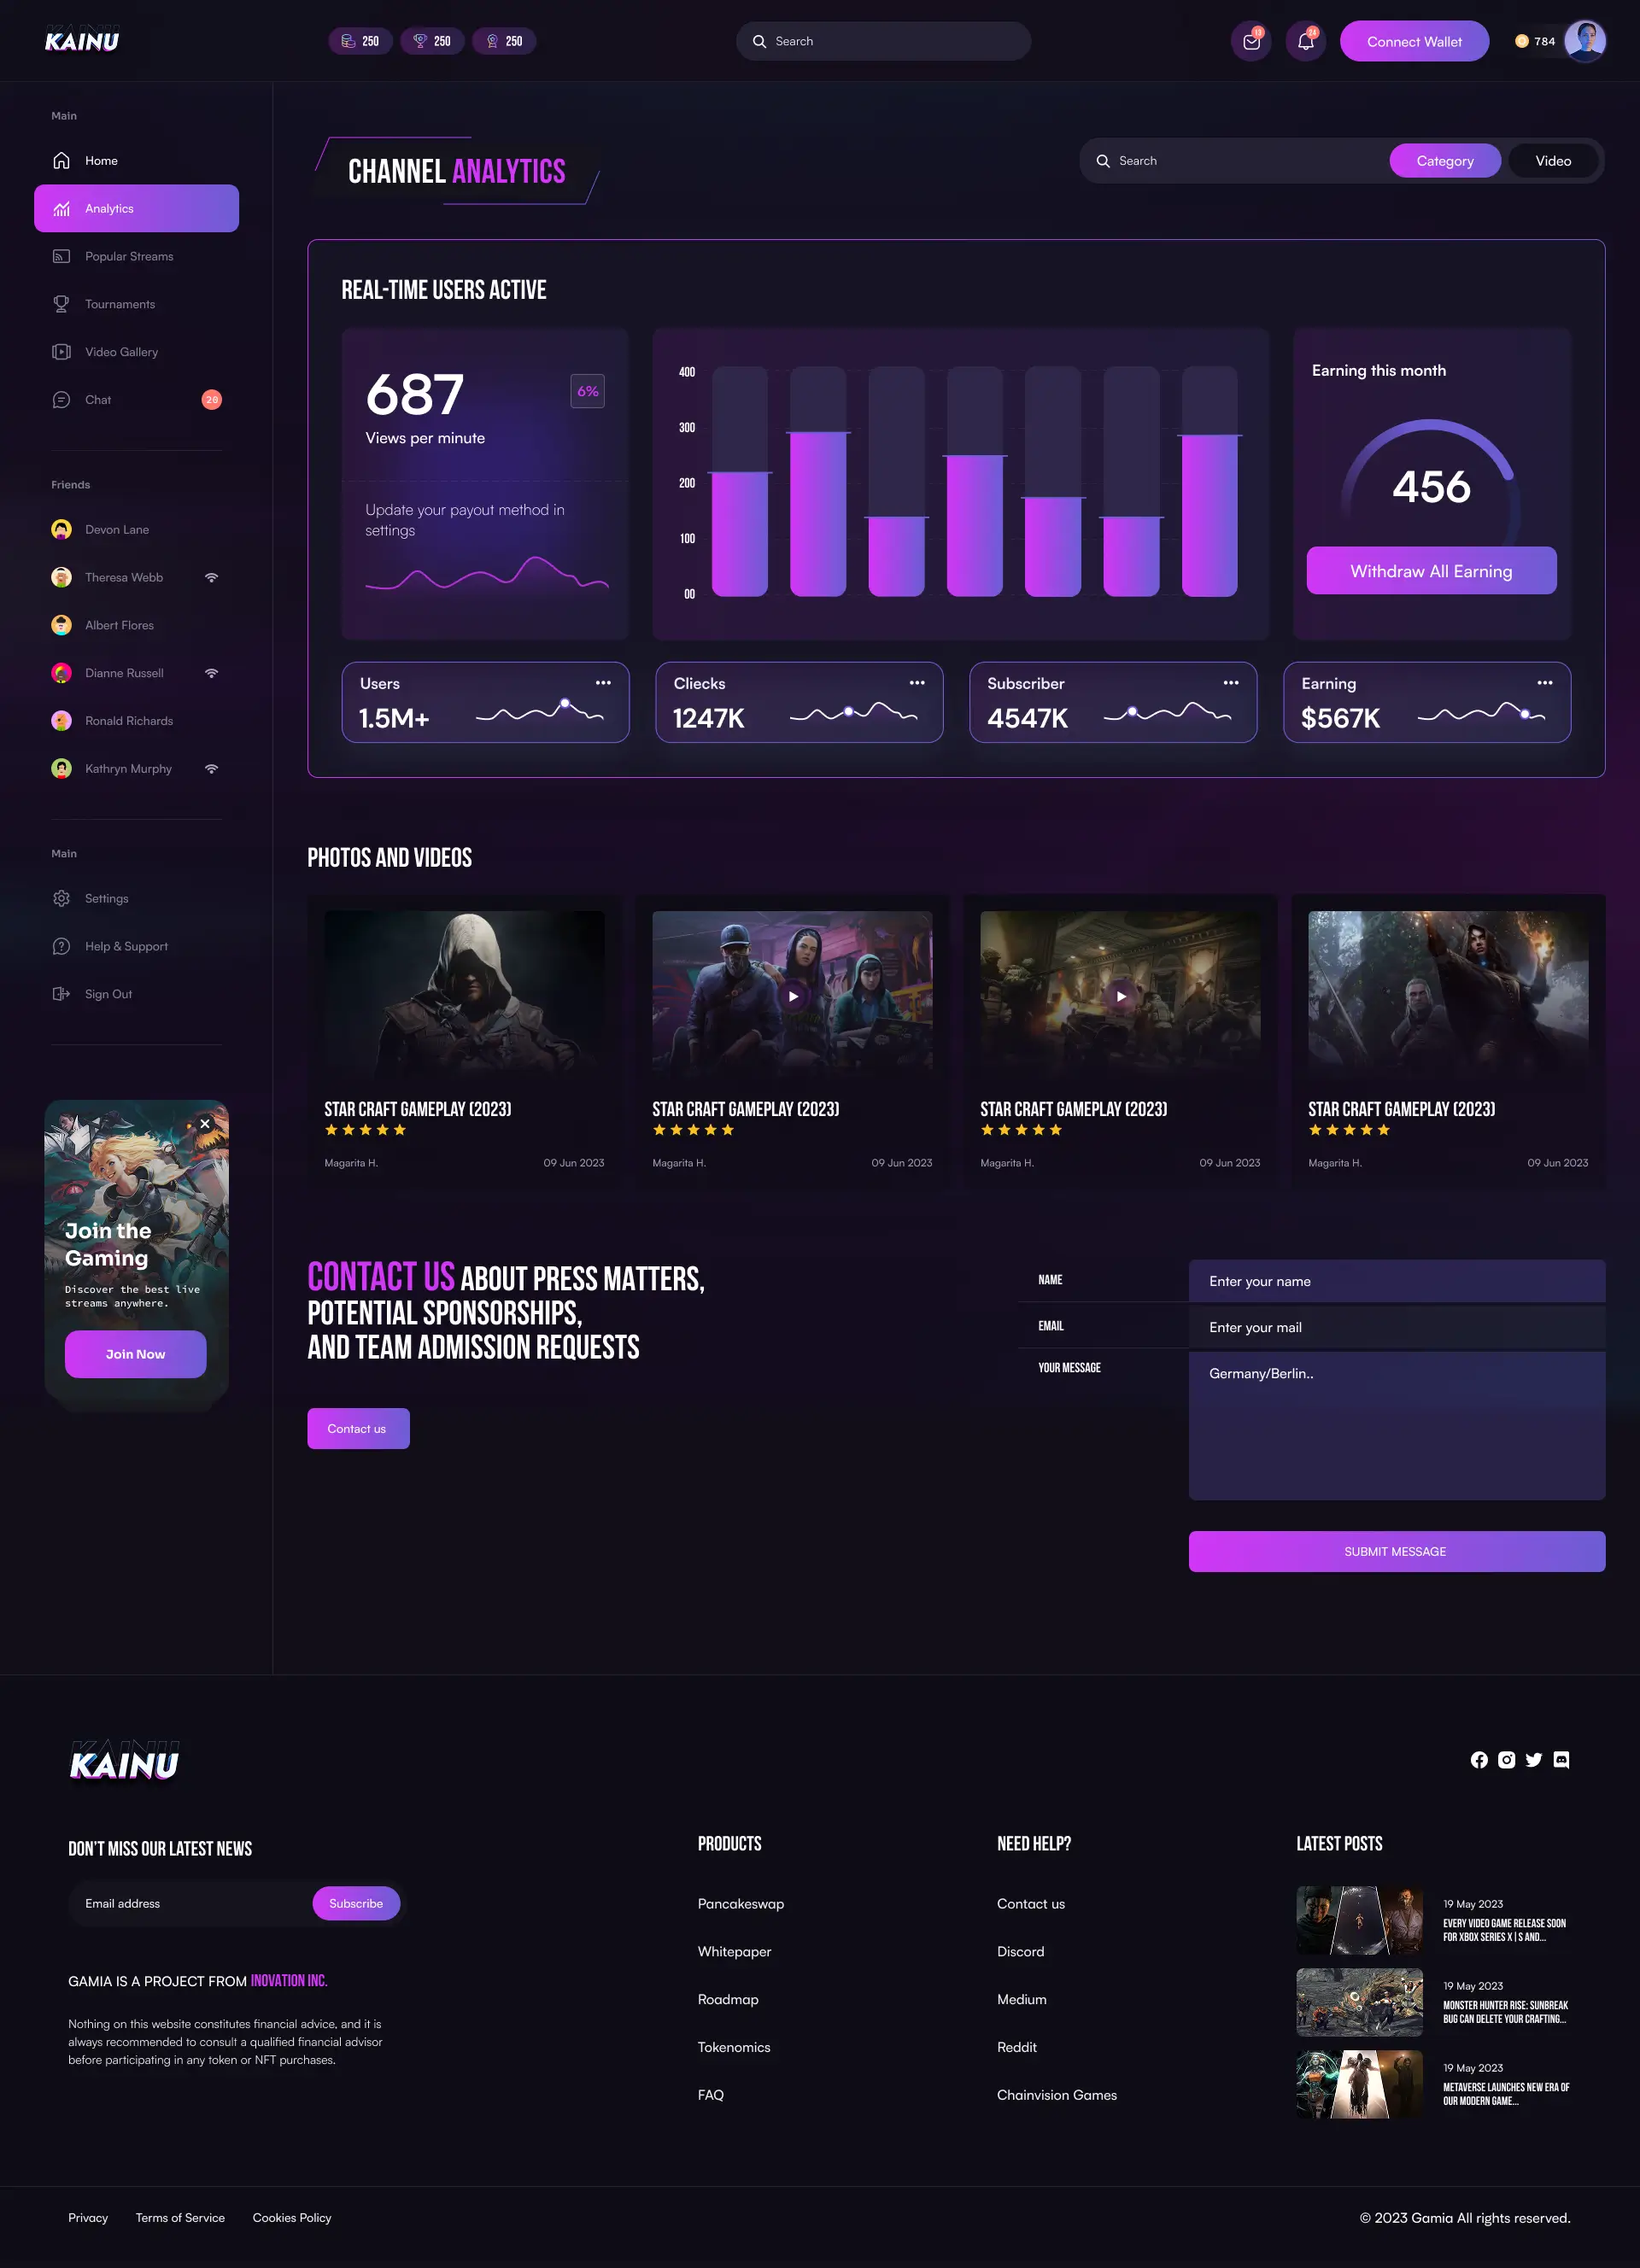 KAINU
250
250
250
Search
13
24
Connect Wallet
784
Main
Home
Analytics
Popular Streams
Tournaments
Video Gallery
Chat
20
Friends
Devon Lane
Theresa Webb
Albert Flores
Dianne Russell
Ronald Richards
Kathryn Murphy
Main
Settings
Help & Support
Sign Out
Join the
Gaming
Discover the best live
streams anywhere.
Join Now
CHANNEL ANALYTICS
Search
Category
Video
REAL-TIME USERS ACTIVE
687
6%
Views per minute
Update your payout method in
settings
400
300
200
100
00
Earning this month
456
Withdraw All Earning
Users
1.5M+
Cliecks
1247K
Subscriber
4547K
Earning
$567K
PHOTOS AND VIDEOS
STAR CRAFT GAMEPLAY (2023)
Magarita H.
09 Jun 2023
STAR CRAFT GAMEPLAY (2023)
Magarita H.
09 Jun 2023
STAR CRAFT GAMEPLAY (2023)
Magarita H.
09 Jun 2023
STAR CRAFT GAMEPLAY (2023)
Magarita H.
09 Jun 2023
CONTACT US ABOUT PRESS MATTERS,
POTENTIAL SPONSORSHIPS,
AND TEAM ADMISSION REQUESTS
Contact us
NAME
Enter your name
EMAIL
Enter your mail
YOUR MESSAGE
Germany/Berlin..
SUBMIT MESSAGE
KAINU
DON'T MISS OUR LATEST NEWS
Email address
Subscribe
GAMIA IS A PROJECT FROM INOVATION INC.
Nothing on this website constitutes financial advice, and it is
always recommended to consult a qualified financial advisor
before participating in any token or NFT purchases.
PRODUCTS
Pancakeswap
Whitepaper
Roadmap
Tokenomics
FAQ
NEED HELP?
Contact us
Discord
Medium
Reddit
Chainvision Games
LATEST POSTS
19 May 2023
EVERY VIDEO GAME RELEASE SOON
FOR XBOX SERIES X | S AND...
19 May 2023
MONSTER HUNTER RISE: SUNBREAK
BUG CAN DELETE YOUR CRAFTING...
19 May 2023
METAVERSE LAUNCHES NEW ERA OF
OUR MODERN GAME...
Privacy
Terms of Service
Cookies Policy
© 2023 Gamia All rights reserved.